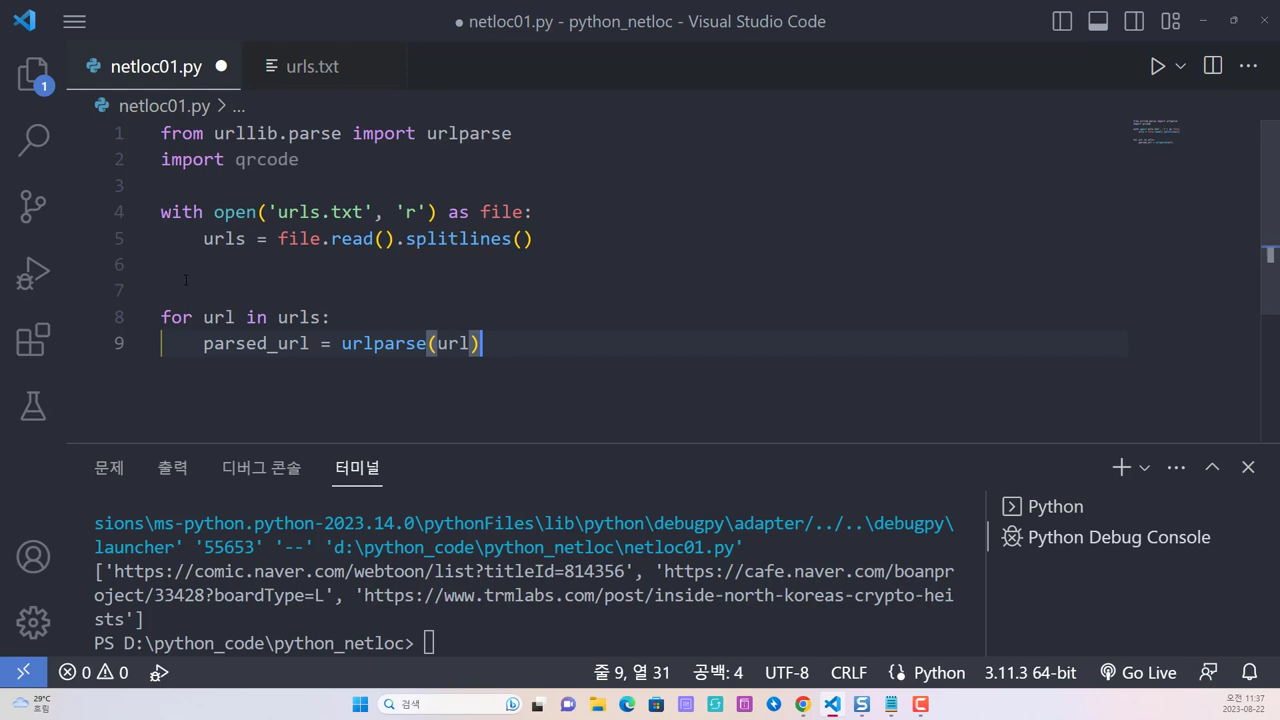 ● netloc01.py - python_netloc - Visual Studio Code
netloc01.py
urls.txt
1
netloc01.py > ...
1 from urllib.parse import urlparse
2 import qrcode
3
4 with open('urls.txt', 'r') as file:
5     urls = file.read().splitlines()
6
7
8 for url in urls:
9     parsed_url = urlparse(url)
문제 출력 디버그 콘솔 터미널
sions\ms-python.python-2023.14.0\pythonFiles\lib\python\debugpy\adapter/../..\debugpy\
launcher' '55653' '--' 'd:\python_code\python_netloc\netloc01.py'
['https://comic.naver.com/webtoon/list?titleId=814356', 'https://cafe.naver.com/boanpr
oject/33428?boardType=L', 'https://www.trmlabs.com/post/inside-north-koreas-crypto-hei
sts']
PS D:\python_code\python_netloc>
Python
Python Debug Console
0 0 줄 9, 열 31 공백: 4 UTF-8 CRLF Python 3.11.3 64-bit Go Live
29°C
흐림
검색
오전 11:37
2023-08-22